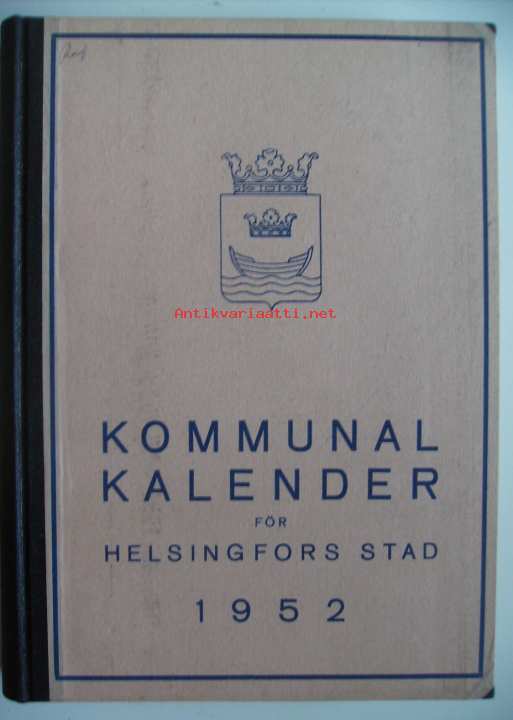 Antikvariaatti.net
KOMMUNAL
KALENDER
FÖR
HELSINGFORS STAD
1952